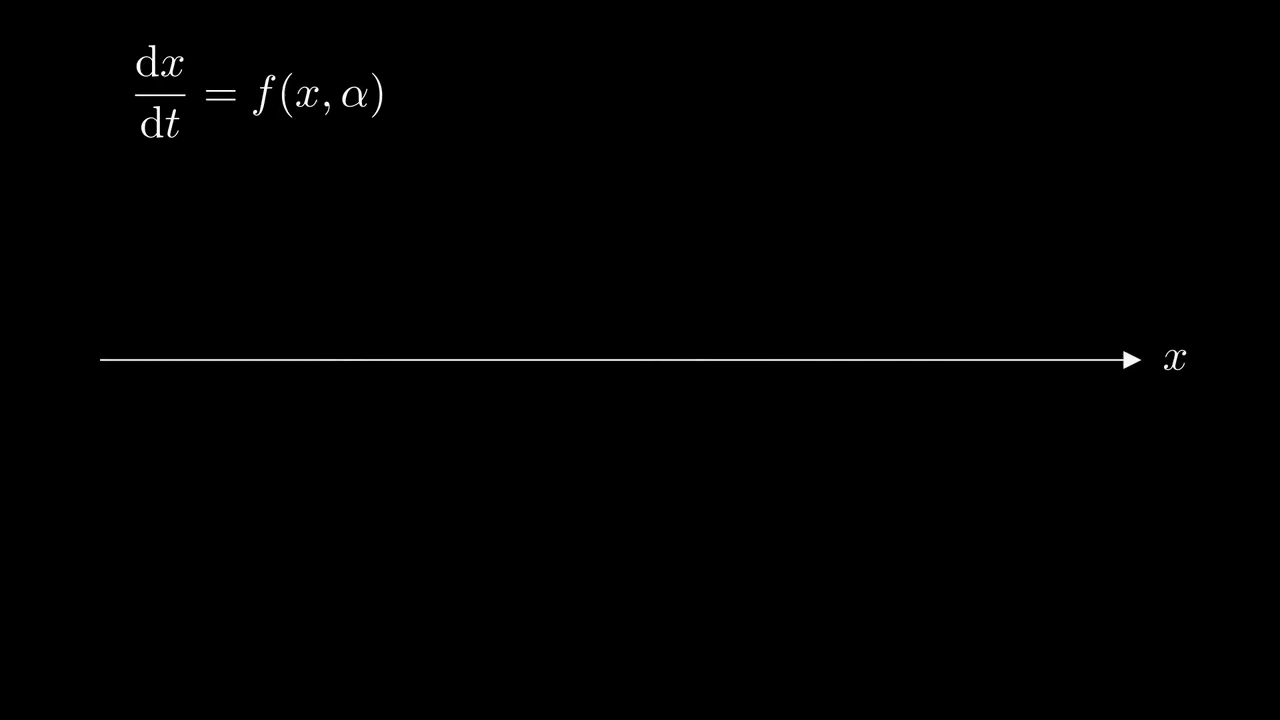 dx/dt = f(x, α)
x